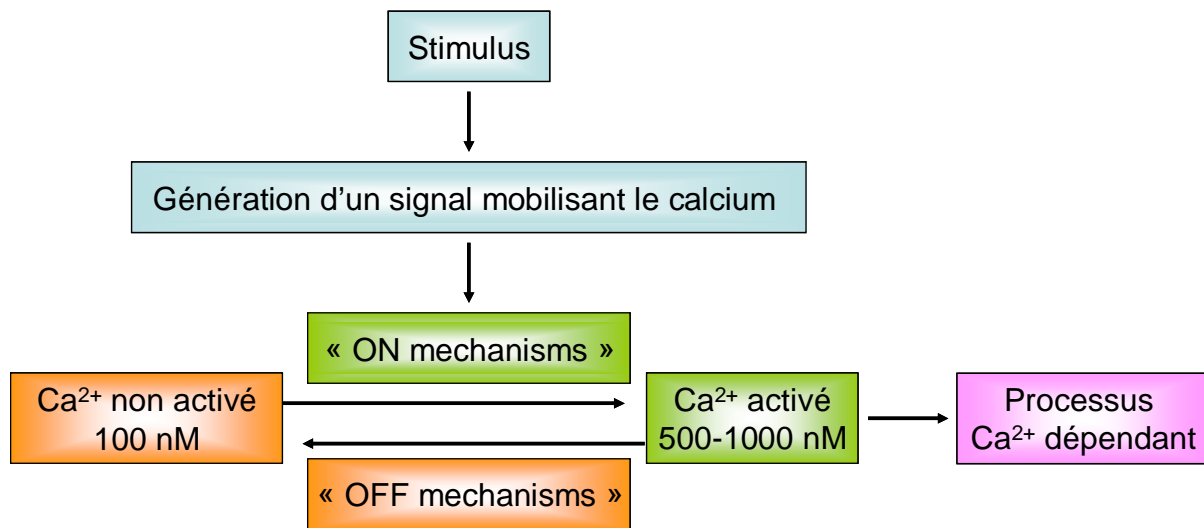 Stimulus
Génération d’un signal mobilisant le calcium
« ON mechanisms »
Ca²⁺ non activé
100 nM
Ca²⁺ activé
500-1000 nM
Processus
Ca²⁺ dépendant
« OFF mechanisms »